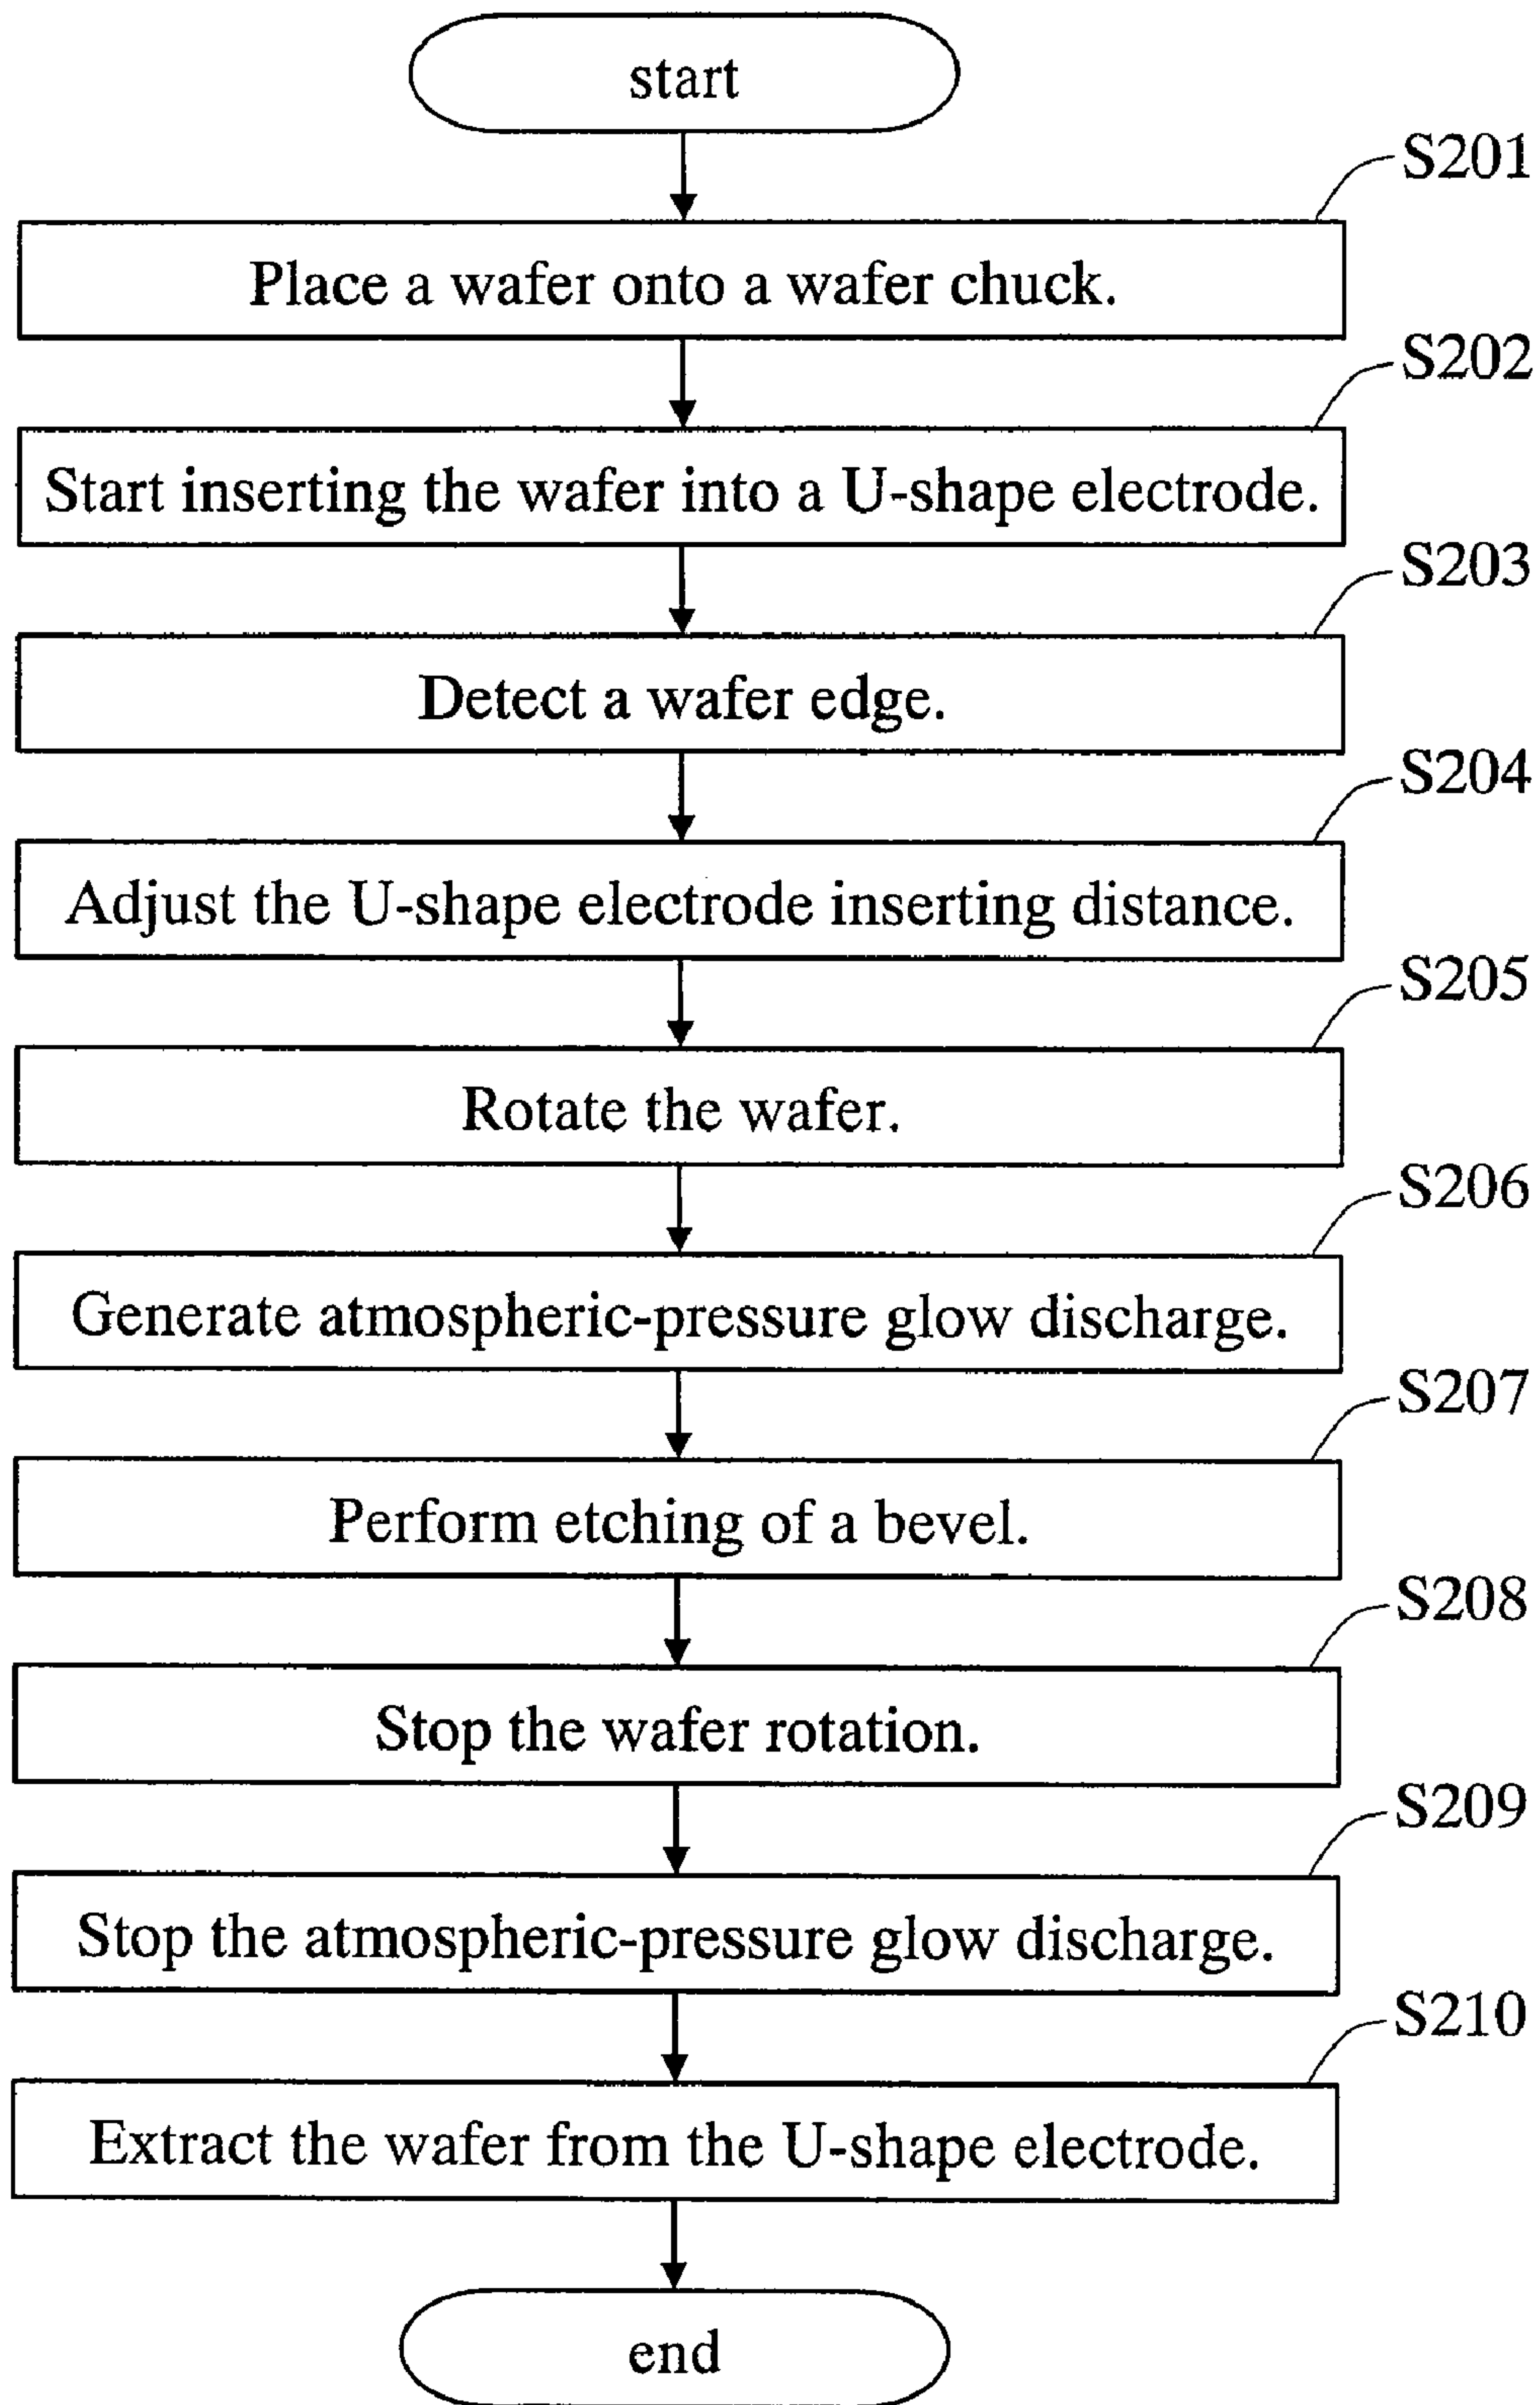 start
S201
Place a wafer onto a wafer chuck.
S202
Start inserting the wafer into a U-shape electrode.
S203
Detect a wafer edge.
S204
Adjust the U-shape electrode inserting distance.
S205
Rotate the wafer.
S206
Generate atmospheric-pressure glow discharge.
S207
Perform etching of a bevel.
S208
Stop the wafer rotation.
S209
Stop the atmospheric-pressure glow discharge.
S210
Extract the wafer from the U-shape electrode.
end